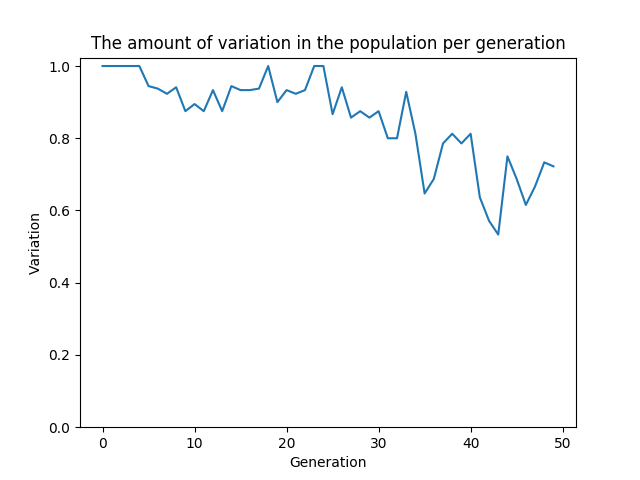 The amount of variation in the population per generation
1.0
0.8
0.6
0.4
0.2
0.0
Variation
0 10 20 30 40 50
Generation